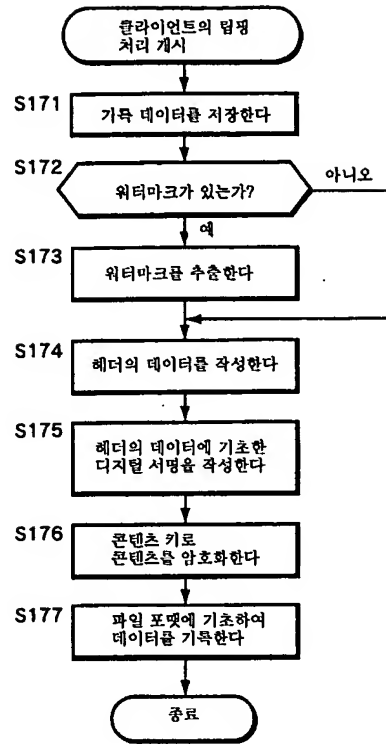 클라이언트의 립핑
처리 개시
S171
기록 데이터를 저장한다
S172
워터마크가 있는가?
아니오
예
S173
워터마크를 추출한다
S174
헤더의 데이터를 작성한다
S175
헤더의 데이터에 기초한
디지털 서명을 작성한다
S176
콘텐츠 키로
콘텐츠를 암호화한다
S177
파일 포맷에 기초하여
데이터를 기록한다
종료